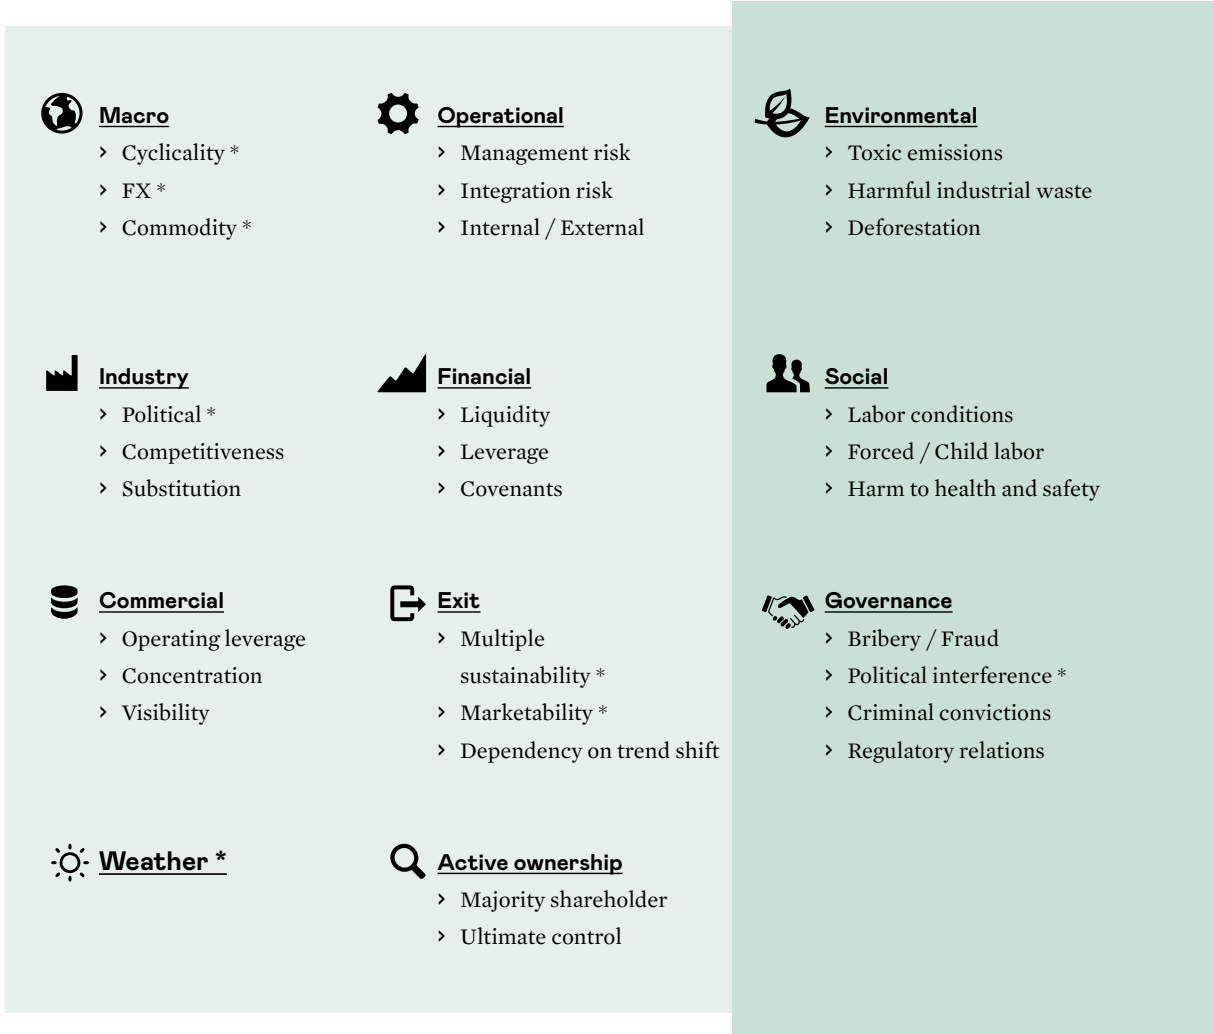 Macro
› Cyclicality *
› FX *
› Commodity *
Operational
› Management risk
› Integration risk
› Internal / External
Environmental
› Toxic emissions
› Harmful industrial waste
› Deforestation
Industry
› Political *
› Competitiveness
› Substitution
Financial
› Liquidity
› Leverage
› Covenants
Social
› Labor conditions
› Forced / Child labor
› Harm to health and safety
Commercial
› Operating leverage
› Concentration
› Visibility
Exit
› Multiple
sustainability *
› Marketability *
› Dependency on trend shift
Governance
› Bribery / Fraud
› Political interference *
› Criminal convictions
› Regulatory relations
Weather *
Active ownership
› Majority shareholder
› Ultimate control